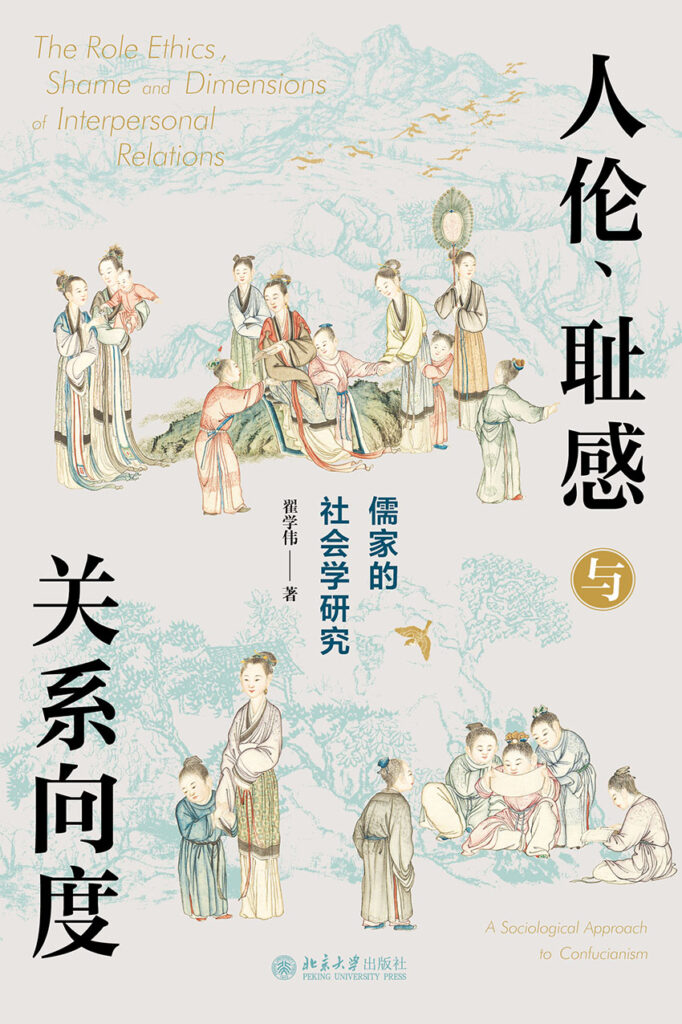 The Role Ethics,
Shame and Dimensions
of Interpersonal
Relations
人伦、耻感
与
关系向度
儒家的
社会学研究
翟学伟——著
A Sociological Approach
to Confucianism
北京大学出版社
PEKING UNIVERSITY PRESS